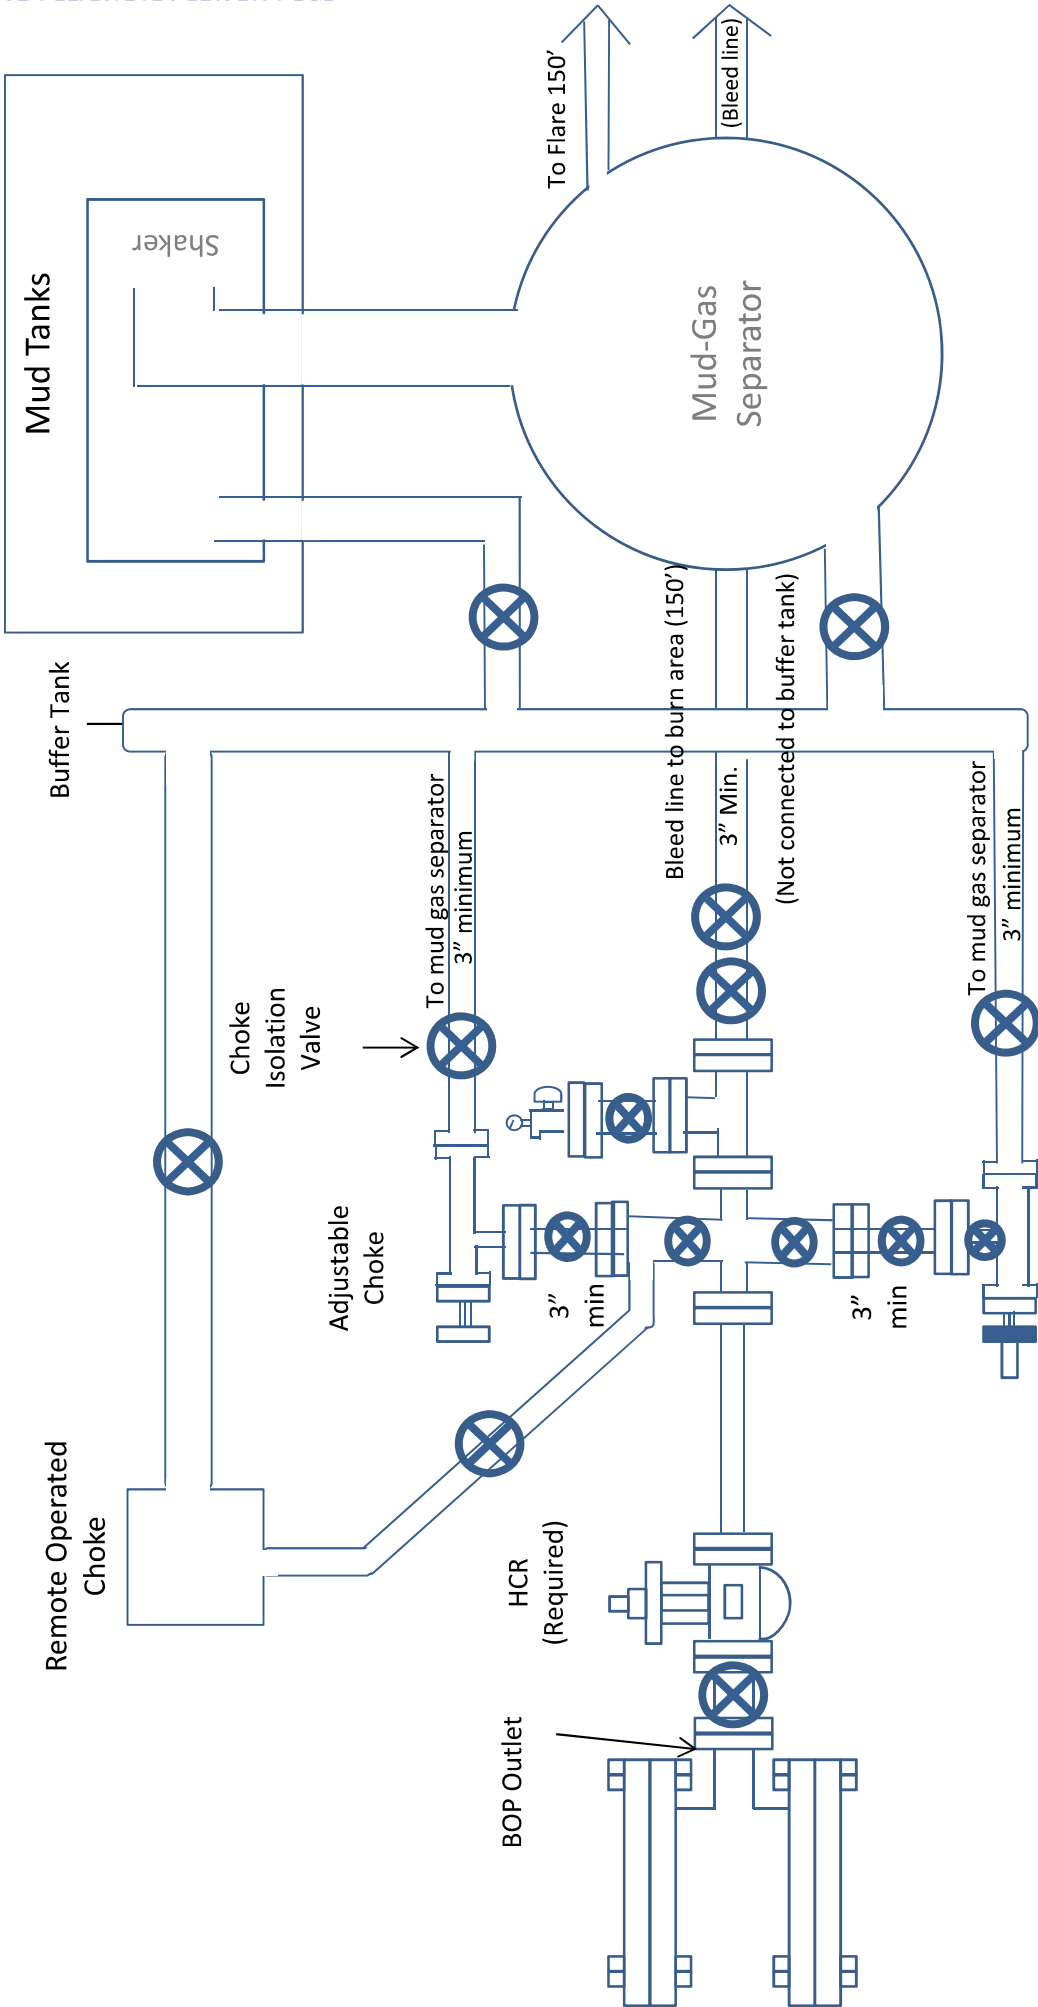 To Flare 150’
(Bleed line)
Shaker
Mud Tanks
Mud-Gas
Separator
Buffer Tank
Bleed line to burn area (150’)
3” Min.
(Not connected to buffer tank)
To mud gas separator
3” minimum
To mud gas separator
3” minimum
Choke
Isolation
Valve
Adjustable
Choke
3”
min
3”
min
Remote Operated
Choke
HCR
(Required)
BOP Outlet